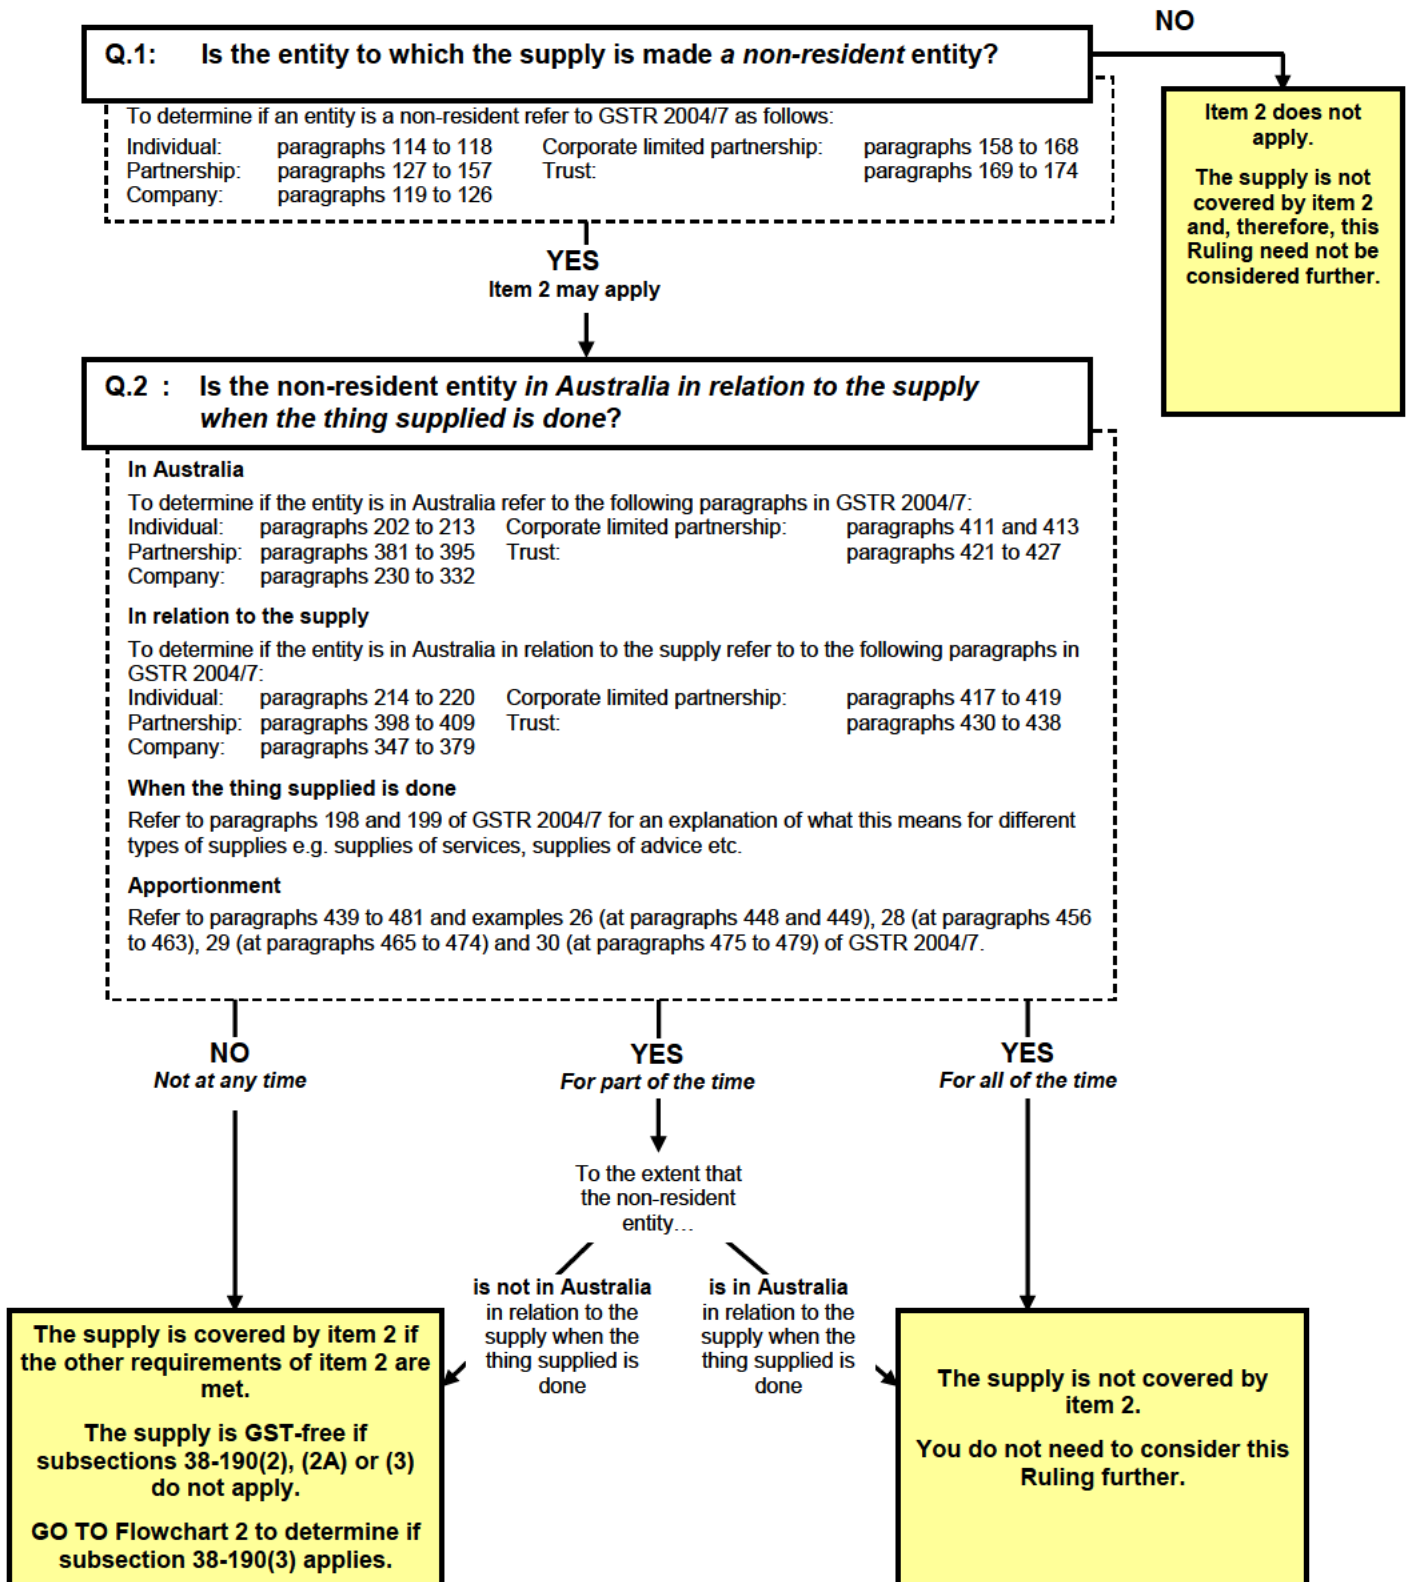 NO
Q.1: Is the entity to which the supply is made a non-resident entity?
To determine if an entity is a non-resident refer to GSTR 2004/7 as follows:
Individual: paragraphs 114 to 118 Corporate limited partnership: paragraphs 158 to 168
Partnership: paragraphs 127 to 157 Trust: paragraphs 169 to 174
Company: paragraphs 119 to 126
Item 2 does not
apply.
The supply is not
covered by item 2
and, therefore, this
Ruling need not be
considered further.
YES
Item 2 may apply
Q.2 : Is the non-resident entity in Australia in relation to the supply
when the thing supplied is done?
In Australia
To determine if the entity is in Australia refer to the following paragraphs in GSTR 2004/7:
Individual: paragraphs 202 to 213 Corporate limited partnership: paragraphs 411 and 413
Partnership: paragraphs 381 to 395 Trust: paragraphs 421 to 427
Company: paragraphs 230 to 332
In relation to the supply
To determine if the entity is in Australia in relation to the supply refer to to the following paragraphs in
GSTR 2004/7:
Individual: paragraphs 214 to 220 Corporate limited partnership: paragraphs 417 to 419
Partnership: paragraphs 398 to 409 Trust: paragraphs 430 to 438
Company: paragraphs 347 to 379
When the thing supplied is done
Refer to paragraphs 198 and 199 of GSTR 2004/7 for an explanation of what this means for different
types of supplies e.g. supplies of services, supplies of advice etc.
Apportionment
Refer to paragraphs 439 to 481 and examples 26 (at paragraphs 448 and 449), 28 (at paragraphs 456
to 463), 29 (at paragraphs 465 to 474) and 30 (at paragraphs 475 to 479) of GSTR 2004/7.
NO
Not at any time
YES
For part of the time
YES
For all of the time
To the extent that
the non-resident
entity…
is not in Australia
in relation to the
supply when the
thing supplied is
done
is in Australia
in relation to the
supply when the
thing supplied is
done
The supply is covered by item 2 if
the other requirements of item 2 are
met.
The supply is GST-free if
subsections 38-190(2), (2A) or (3)
do not apply.
GO TO Flowchart 2 to determine if
subsection 38-190(3) applies.
The supply is not covered by
item 2.
You do not need to consider this
Ruling further.